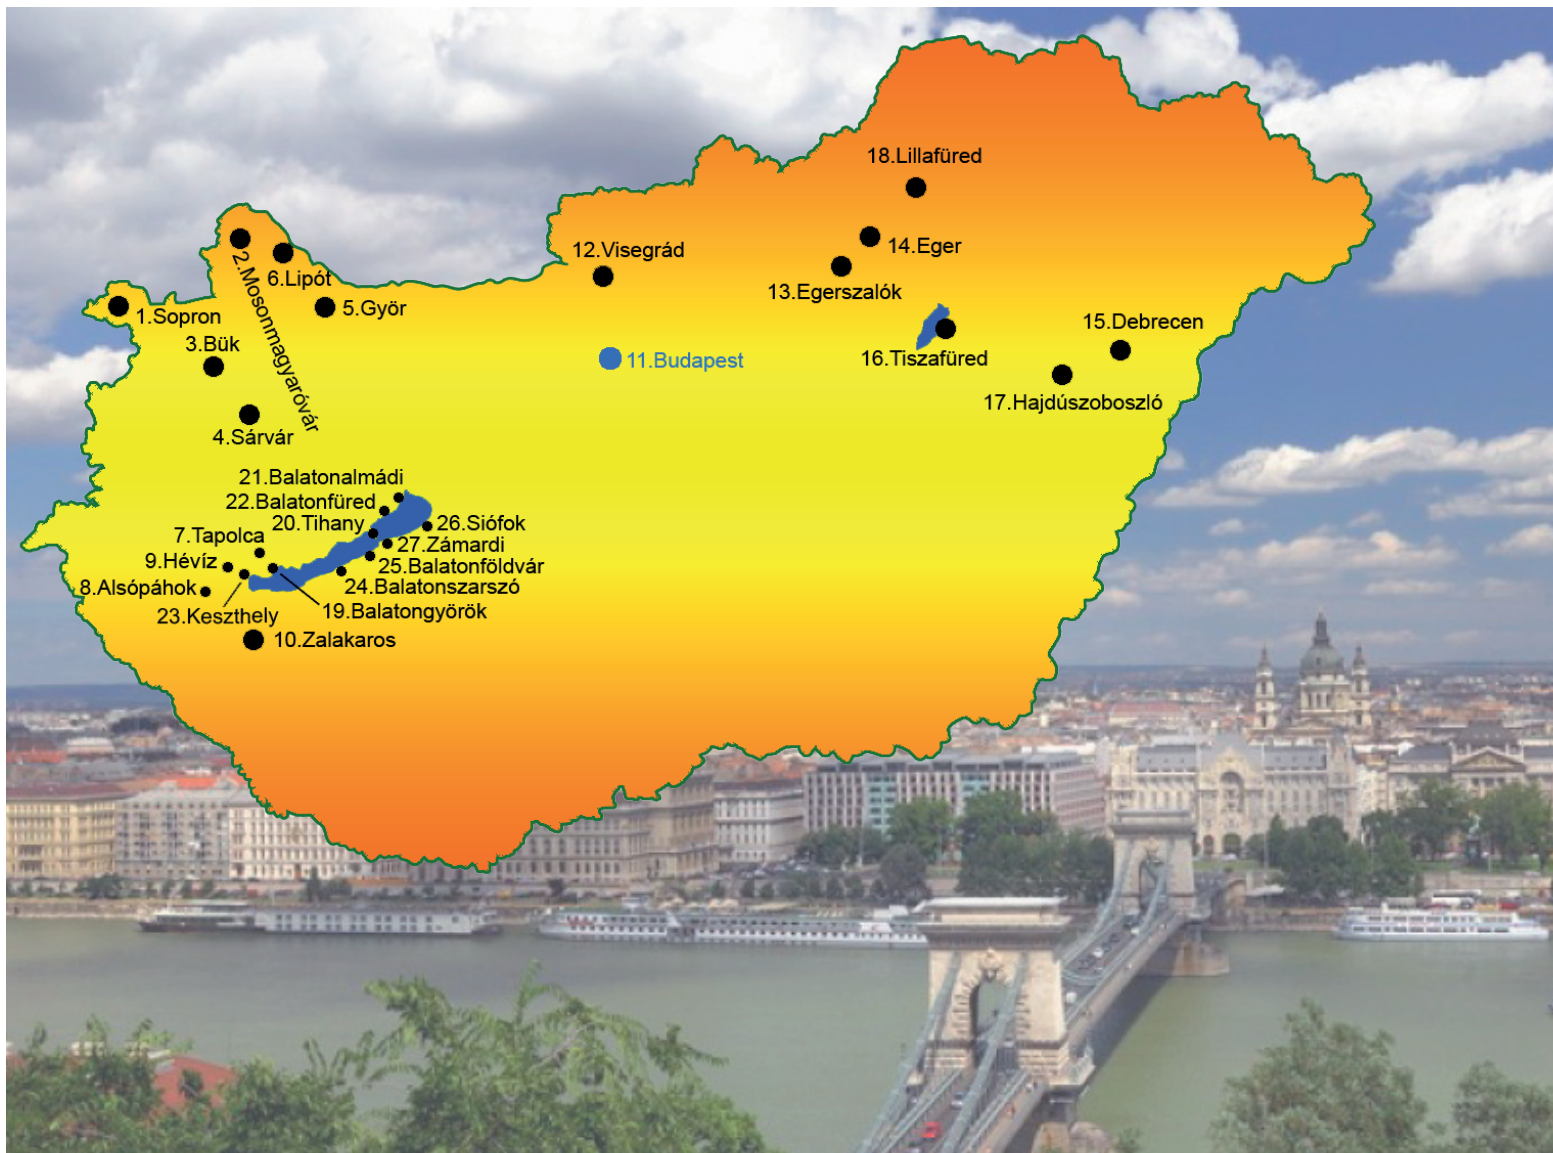 18.Lillafüred
14.Eger
12.Visegrád
13.Egerszalók
2.Mosonmagyaróvár
6.Lipót
5.Györ
1.Sopron
3.Bük
15.Debrecen
16.Tiszafüred
11.Budapest
17.Hajdúszoboszló
4.Sárvár
21.Balatonalmádi
22.Balatonfüred
20.Tihany
26.Siófok
7.Tapolca
27.Zámardi
9.Hévíz
25.Balatonföldvár
8.Alsópáhok
24.Balatonszarszó
23.Keszthely
19.Balatongyörök
10.Zalakaros